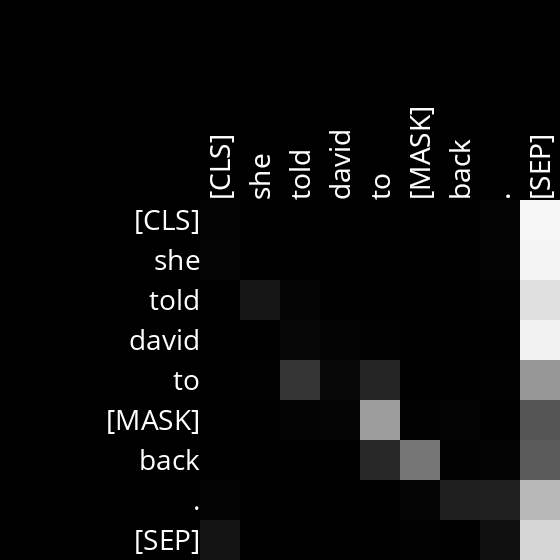 [CLS] she told david to [MASK] back . [SEP]
[CLS]
she
told
david
to
[MASK]
back
.
[SEP]